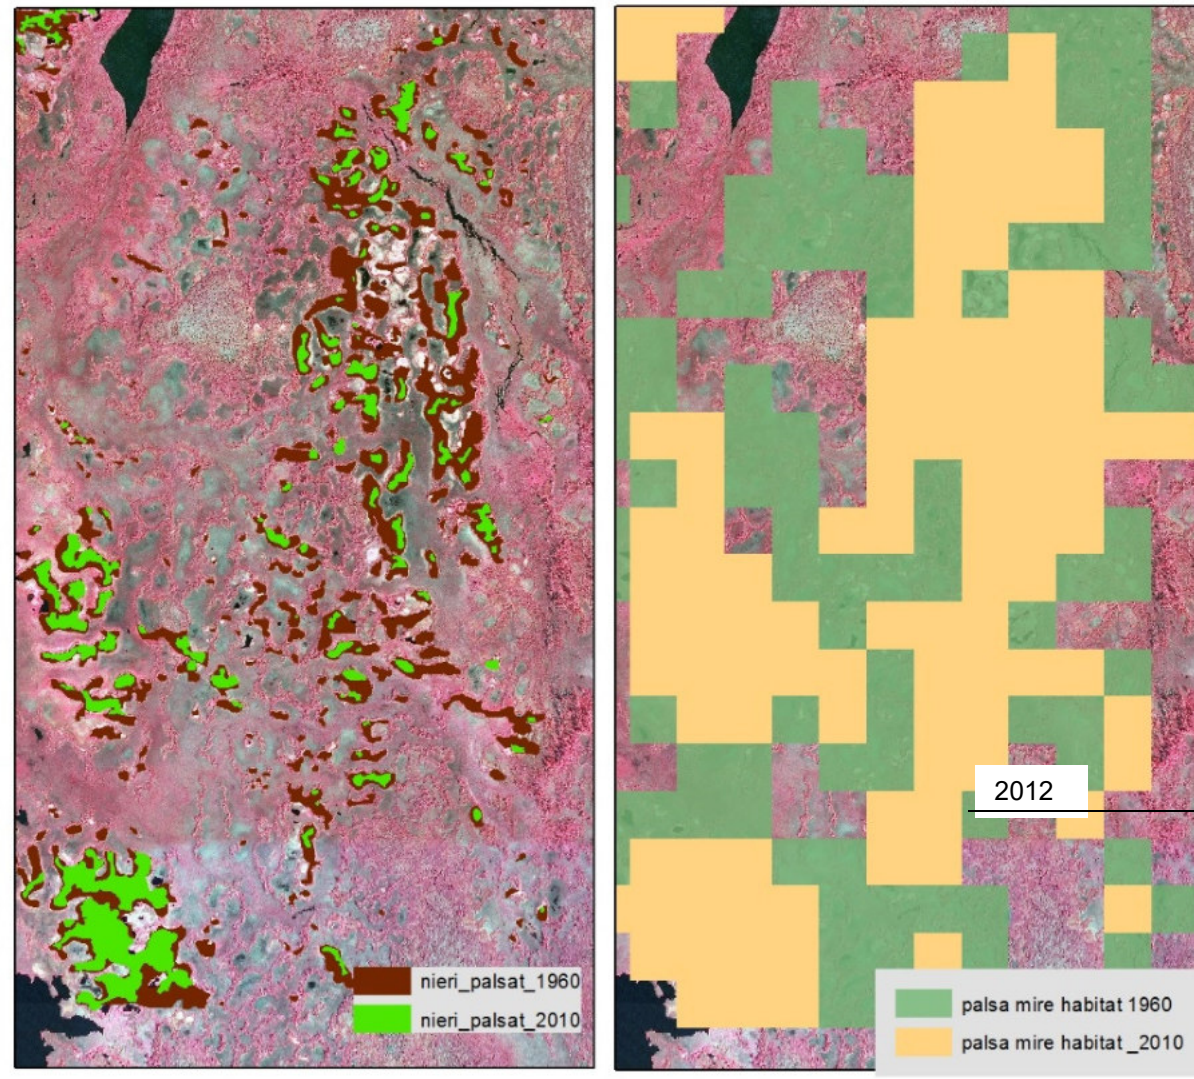 2012
nieri_palsat_1960
nieri_palsat_2010
palsa mire habitat 1960
palsa mire habitat _2010